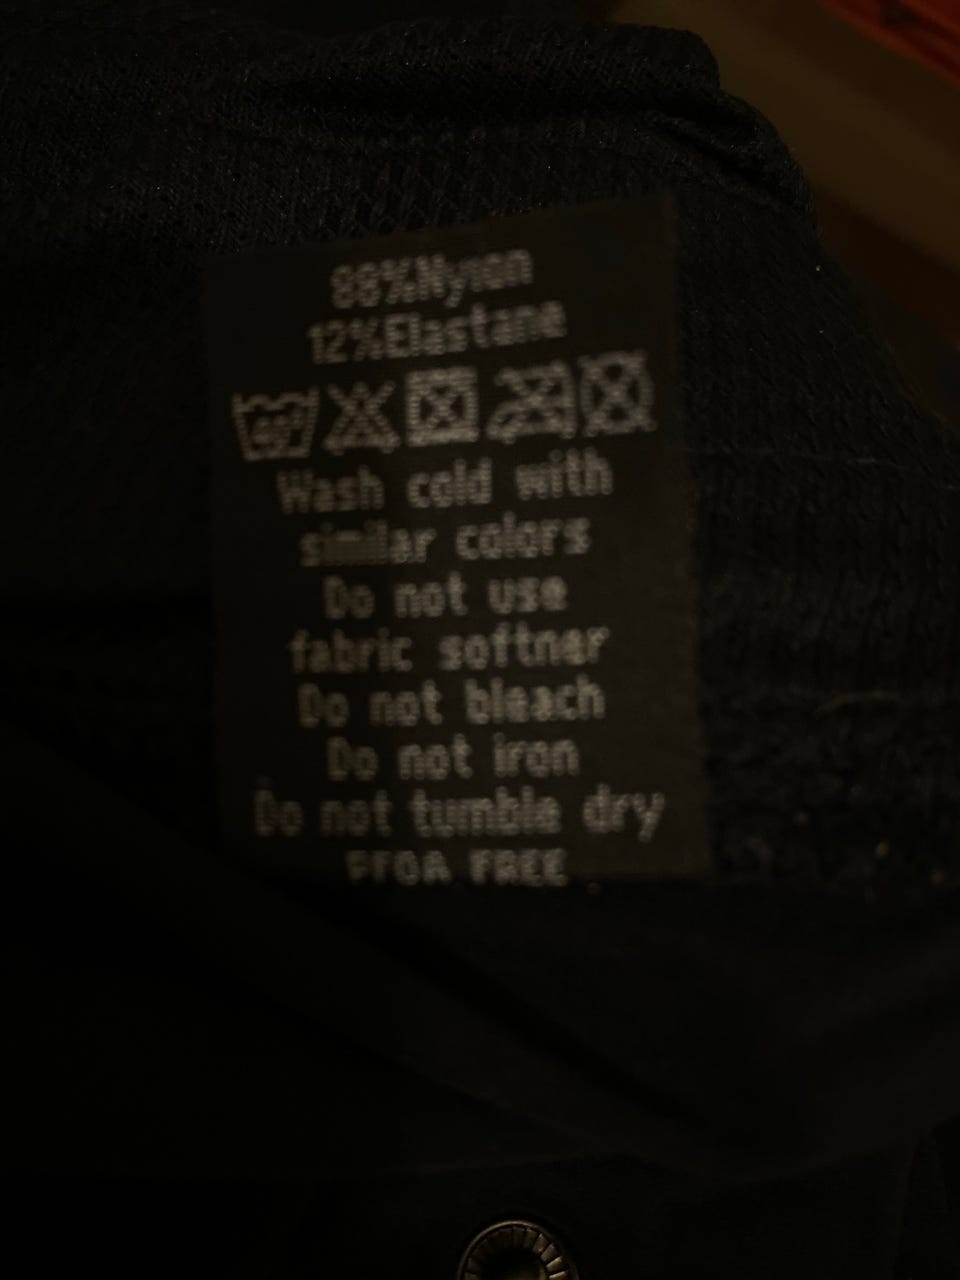 88%Nylon
12%Elastane
Wash cold with
similar colors
Do not use
fabric softner
Do not bleach
Do not iron
Do not tumble dry
PFOA FREE